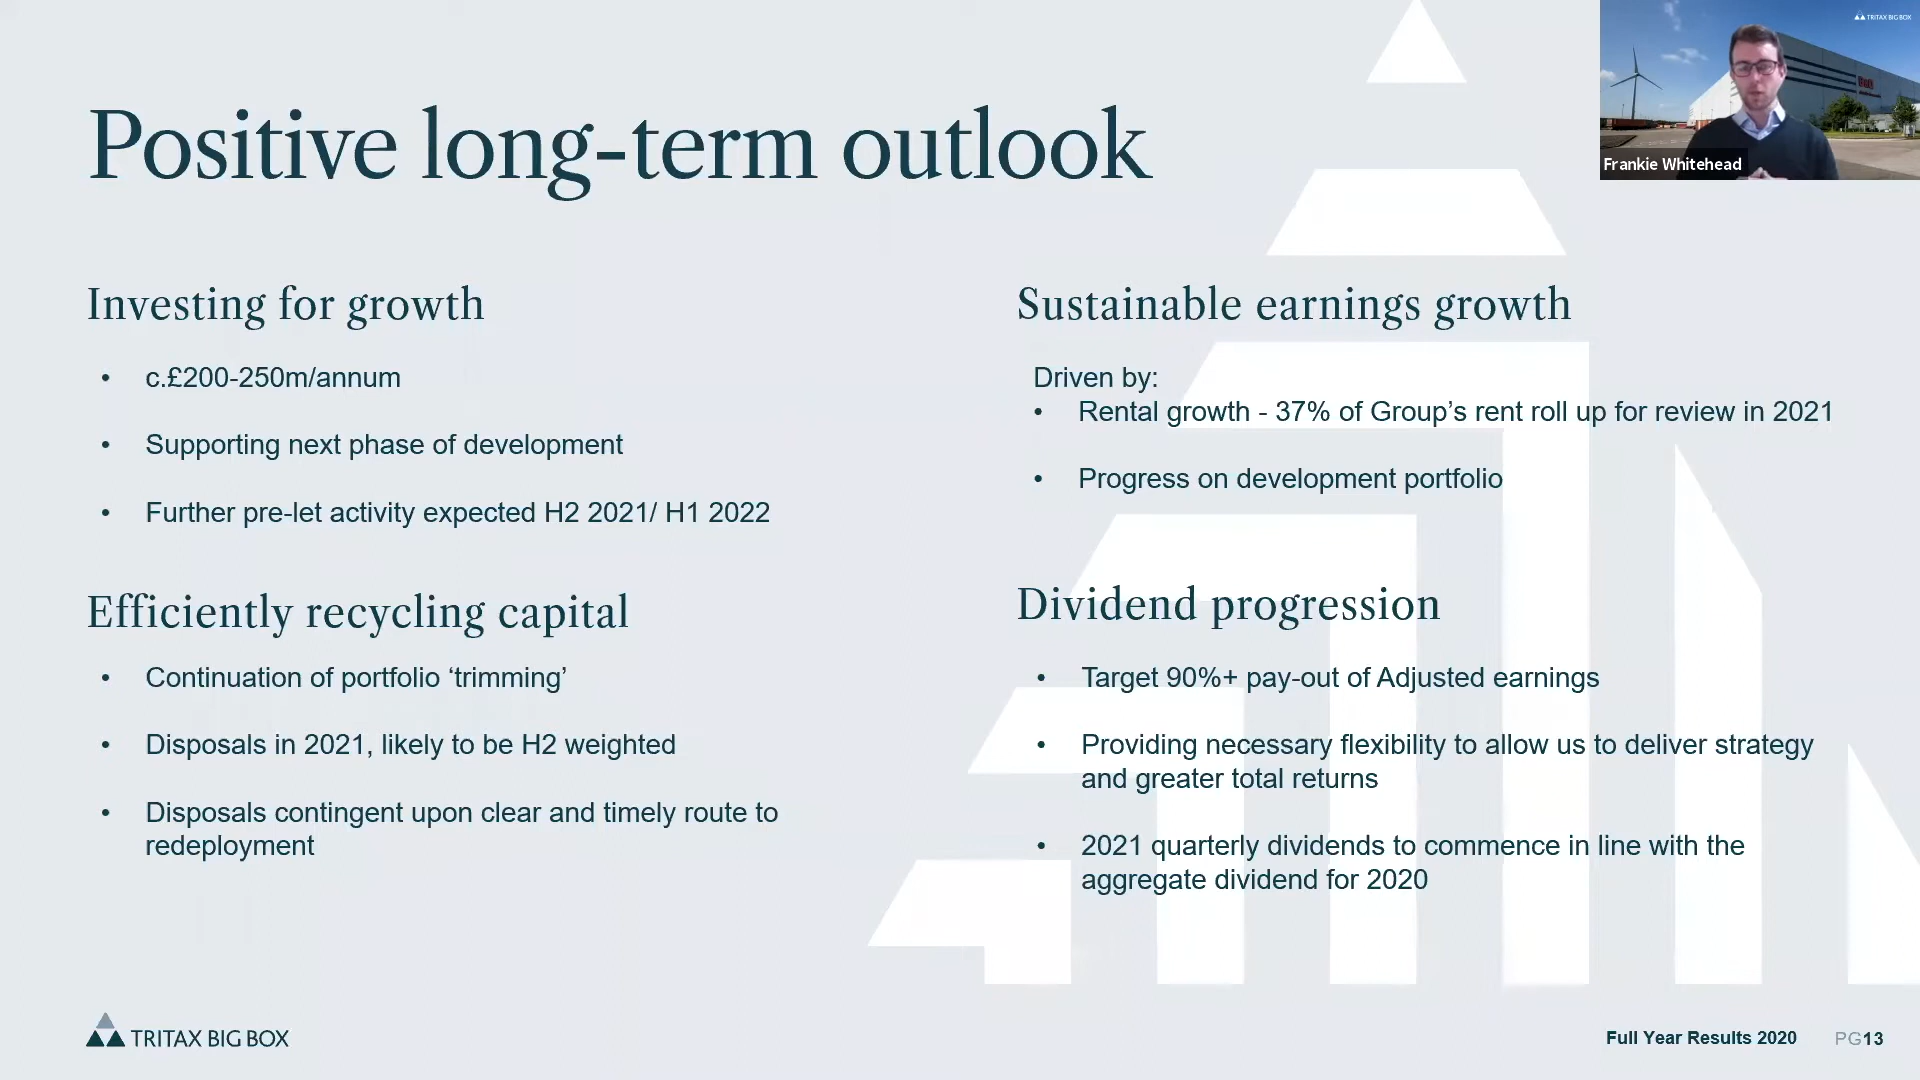 Positive long-term outlook
TRITAX BIG BOX
Frankie Whitehead
Investing for growth
• c.£200-250m/annum
• Supporting next phase of development
• Further pre-let activity expected H2 2021/ H1 2022
Efficiently recycling capital
• Continuation of portfolio ‘trimming’
• Disposals in 2021, likely to be H2 weighted
• Disposals contingent upon clear and timely route to
redeployment
Sustainable earnings growth
Driven by:
• Rental growth - 37% of Group’s rent roll up for review in 2021
• Progress on development portfolio
Dividend progression
• Target 90%+ pay-out of Adjusted earnings
• Providing necessary flexibility to allow us to deliver strategy
and greater total returns
• 2021 quarterly dividends to commence in line with the
aggregate dividend for 2020
TRITAX BIG BOX
Full Year Results 2020
PG13